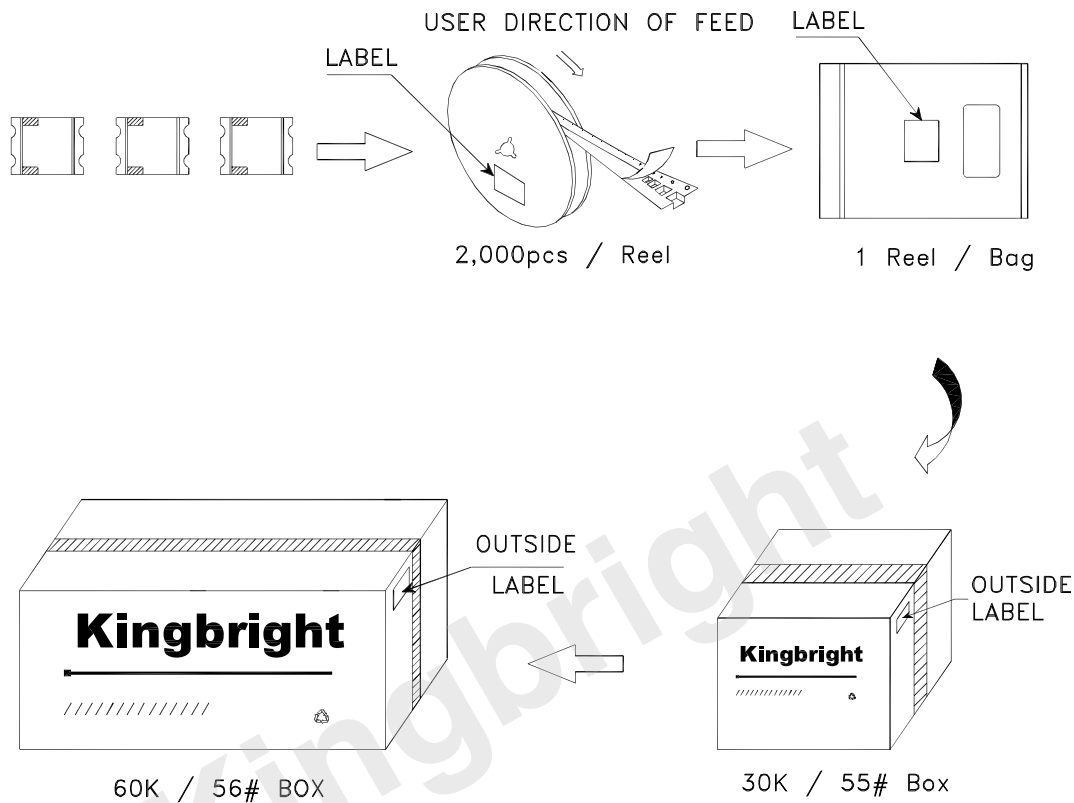 USER DIRECTION OF FEED
LABEL
LABEL
2,000pcs / Reel
1 Reel / Bag
OUTSIDE
LABEL
Kingbright
60K / 56# BOX
OUTSIDE
LABEL
Kingbright
30K / 55# Box
Kingbright